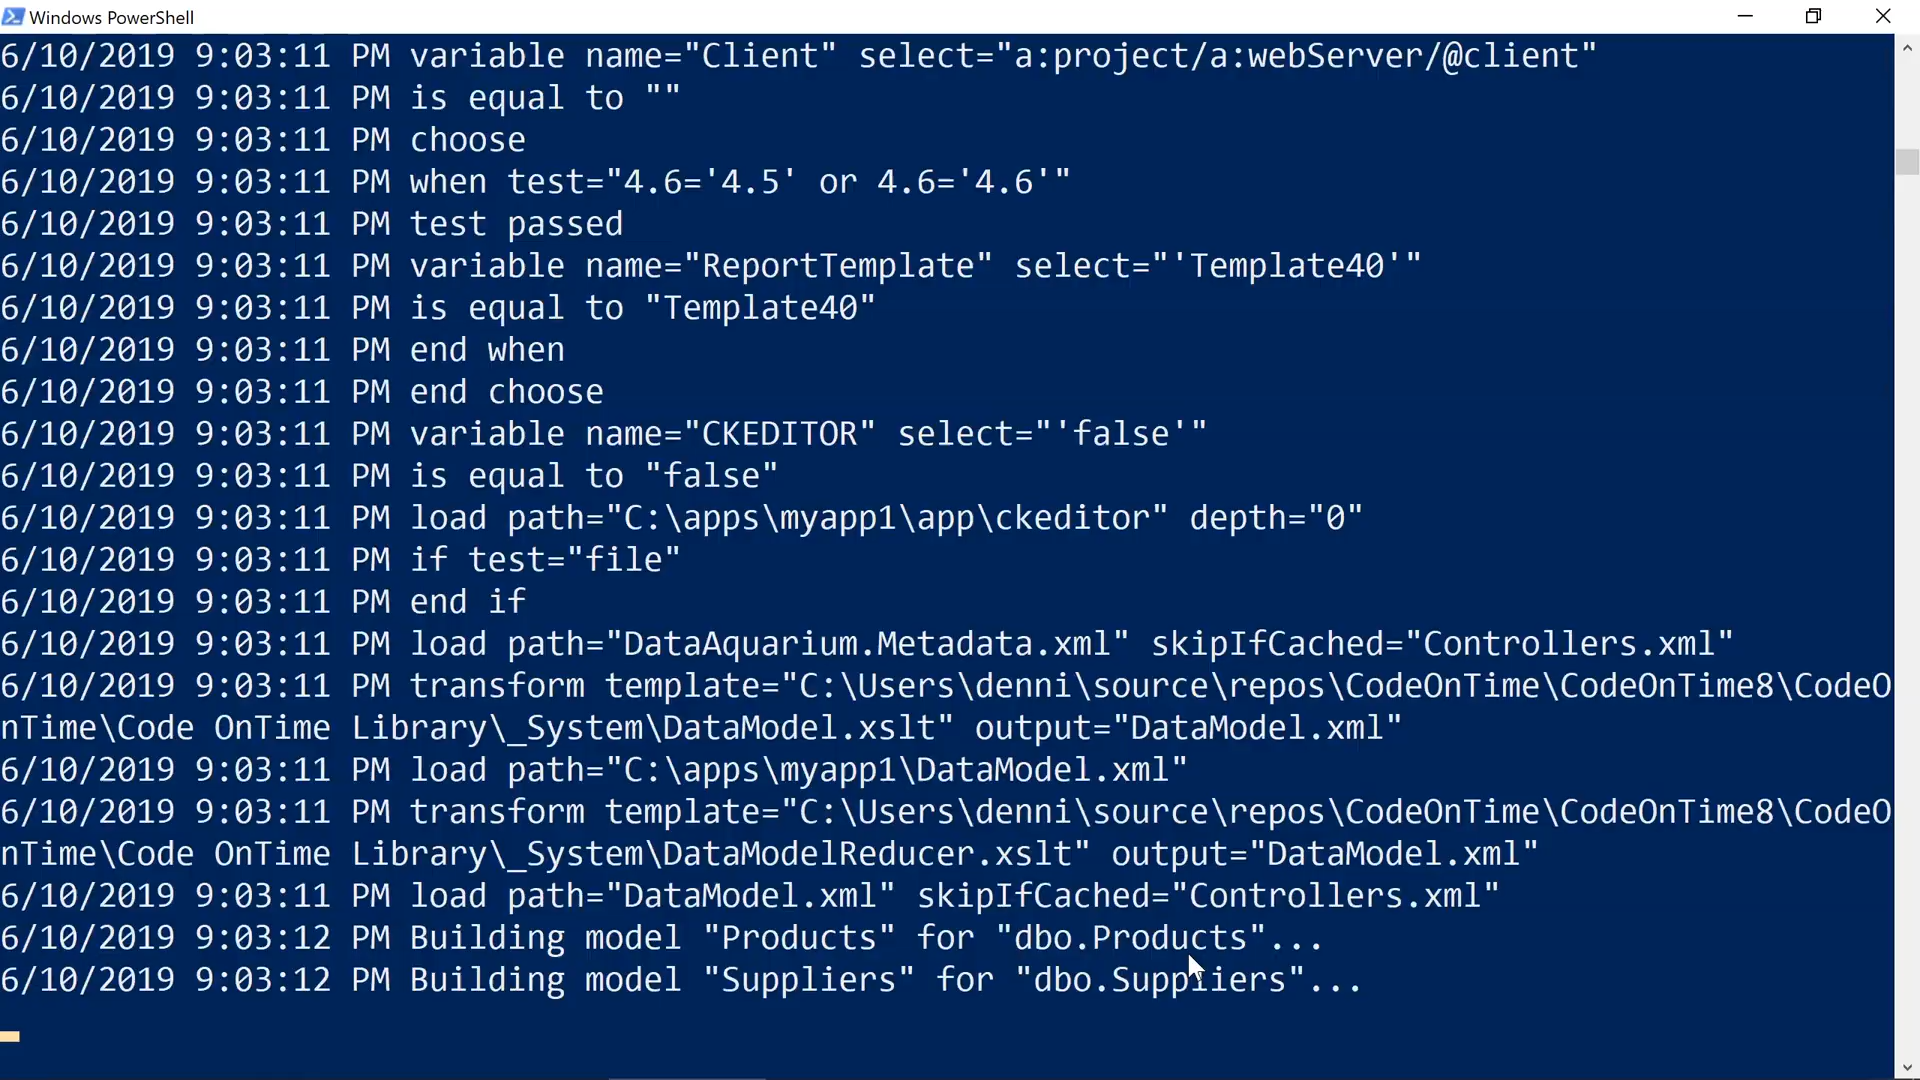 Windows PowerShell
6/10/2019 9:03:11 PM variable name="Client" select="a:project/a:webServer/@client"
6/10/2019 9:03:11 PM is equal to ""
6/10/2019 9:03:11 PM choose
6/10/2019 9:03:11 PM when test="4.6='4.5' or 4.6='4.6'"
6/10/2019 9:03:11 PM test passed
6/10/2019 9:03:11 PM variable name="ReportTemplate" select="'Template40'"
6/10/2019 9:03:11 PM is equal to "Template40"
6/10/2019 9:03:11 PM end when
6/10/2019 9:03:11 PM end choose
6/10/2019 9:03:11 PM variable name="CKEDITOR" select="'false'"
6/10/2019 9:03:11 PM is equal to "false"
6/10/2019 9:03:11 PM load path="C:\apps\myapp1\app\ckeditor" depth="0"
6/10/2019 9:03:11 PM if test="file"
6/10/2019 9:03:11 PM end if
6/10/2019 9:03:11 PM load path="DataAquarium.Metadata.xml" skipIfCached="Controllers.xml"
6/10/2019 9:03:11 PM transform template="C:\Users\denni\source\repos\CodeOnTime\CodeOnTime8\CodeO
nTime\Code OnTime Library\_System\DataModel.xslt" output="DataModel.xml"
6/10/2019 9:03:11 PM load path="C:\apps\myapp1\DataModel.xml"
6/10/2019 9:03:11 PM transform template="C:\Users\denni\source\repos\CodeOnTime\CodeOnTime8\CodeO
nTime\Code OnTime Library\_System\DataModelReducer.xslt" output="DataModel.xml"
6/10/2019 9:03:11 PM load path="DataModel.xml" skipIfCached="Controllers.xml"
6/10/2019 9:03:12 PM Building model "Products" for "dbo.Products"...
6/10/2019 9:03:12 PM Building model "Suppliers" for "dbo.Suppliers"...